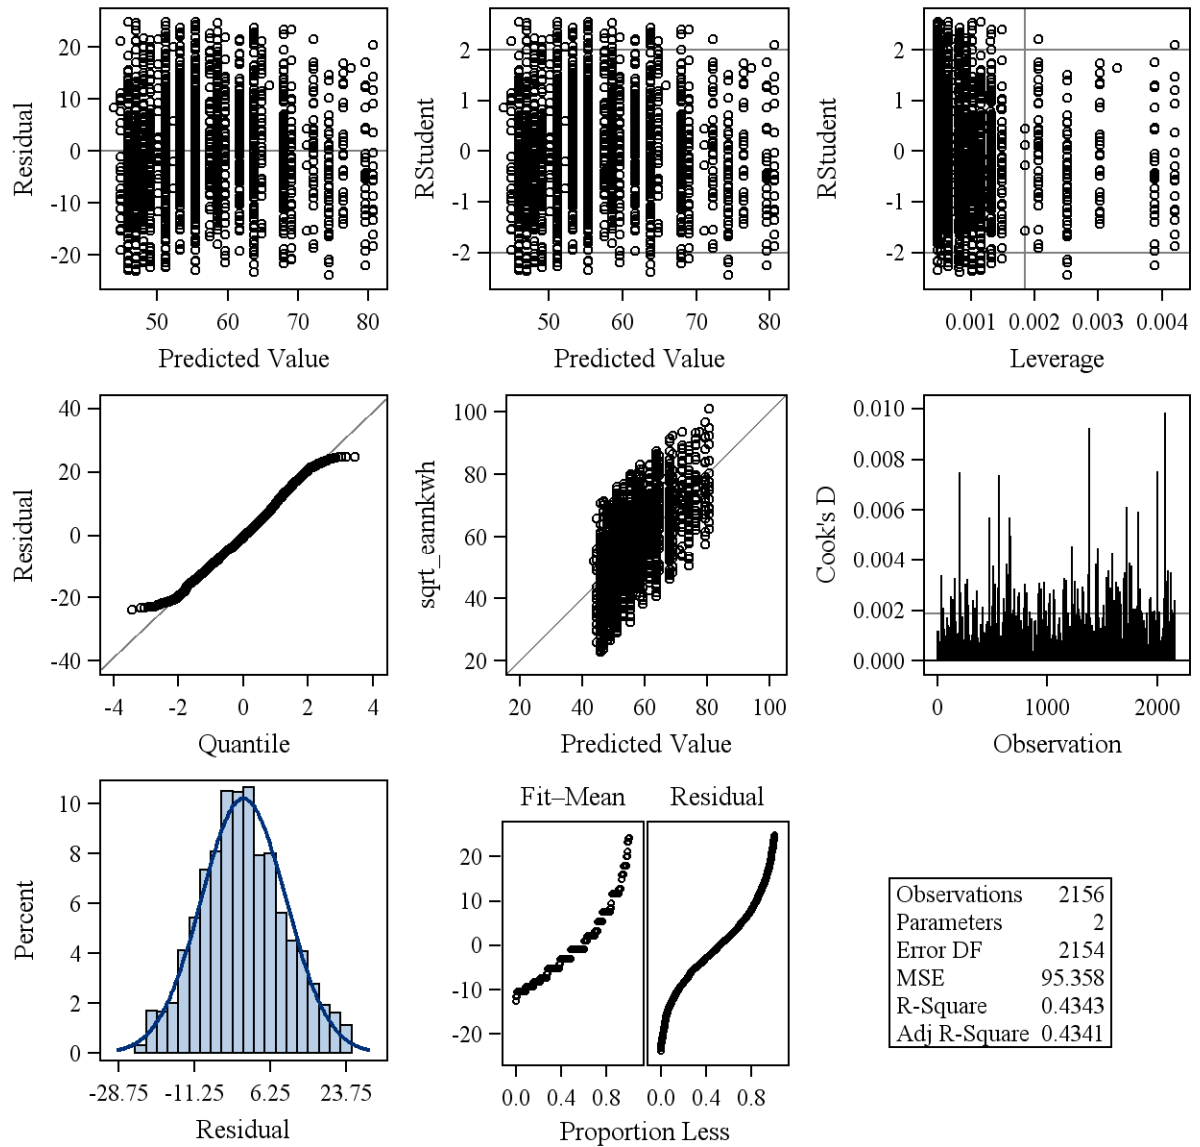 Residual
20
10
0
-10
-20
50 60 70 80
Predicted Value
RStudent
2
1
0
-1
-2
50 60 70 80
Predicted Value
RStudent
2
1
0
-1
-2
0.001 0.002 0.003 0.004
Leverage
Residual
40
20
0
-20
-40
-4 -2 0 2 4
Quantile
sqrt_eannkwh
100
80
60
40
20
20 40 60 80 100
Predicted Value
Cook's D
0.010
0.008
0.006
0.004
0.002
0.000
0 1000 2000
Observation
Percent
10
8
6
4
2
0
-28.75 -11.25 6.25 23.75
Residual
Fit–Mean Residual
20
10
0
-10
-20
0.0 0.4 0.8 0.0 0.4 0.8
Proportion Less
Observations 2156
Parameters 2
Error DF 2154
MSE 95.358
R-Square 0.4343
Adj R-Square 0.4341